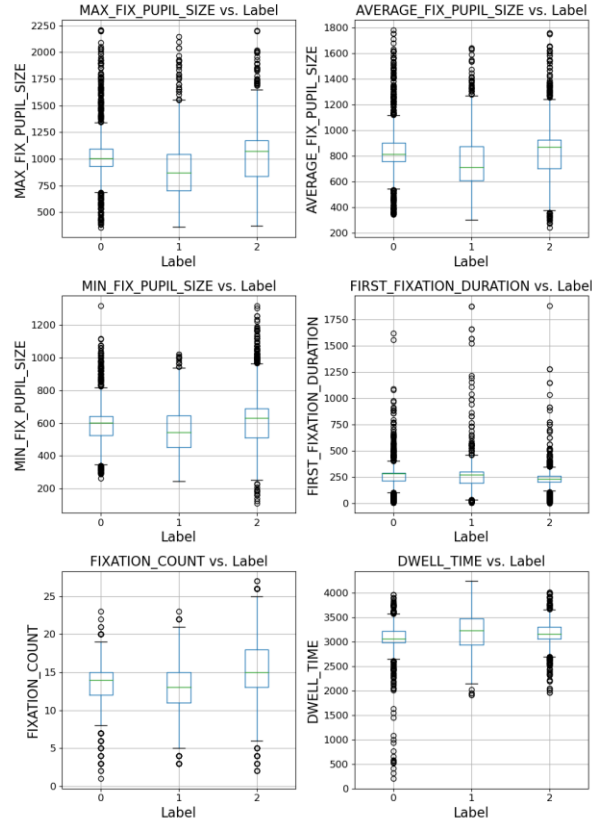 MAX_FIX_PUPIL_SIZE vs. Label
MAX_FIX_PUPIL_SIZE
2250
2000
1750
1500
1250
1000
750
500
0 1 2
Label
AVERAGE_FIX_PUPIL_SIZE vs. Label
AVERAGE_FIX_PUPIL_SIZE
1800
1600
1400
1200
1000
800
600
400
200
0 1 2
Label
MIN_FIX_PUPIL_SIZE vs. Label
MIN_FIX_PUPIL_SIZE
1200
1000
800
600
400
200
0 1 2
Label
FIRST_FIXATION_DURATION vs. Label
FIRST_FIXATION_DURATION
1750
1500
1250
1000
750
500
250
0
0 1 2
Label
FIXATION_COUNT vs. Label
FIXATION_COUNT
25
20
15
10
5
0
0 1 2
Label
DWELL_TIME vs. Label
DWELL_TIME
4000
3500
3000
2500
2000
1500
1000
500
0
0 1 2
Label